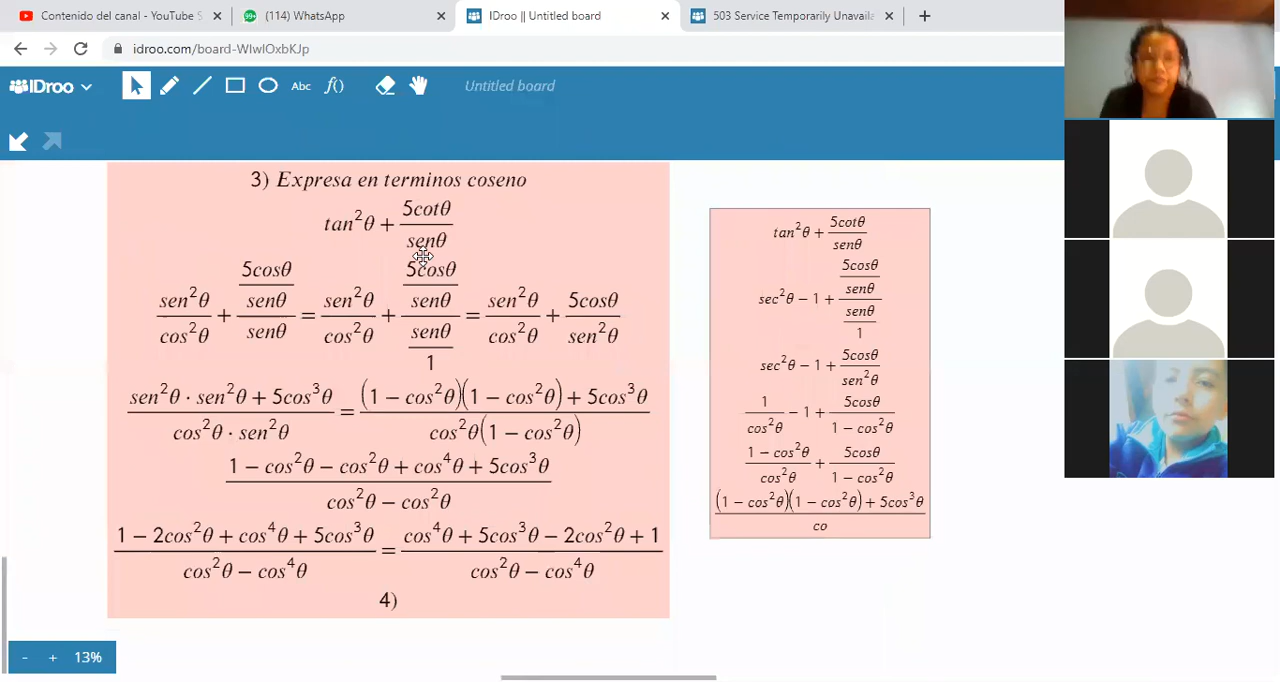 Contenido del canal - YouTube S
(114) WhatsApp
IDroo || Untitled board
503 Service Temporarily Unavaila
idroo.com/board-WlwlOxbKJp
IDroo
Abc
f()
Untitled board
3) Expresa en terminos coseno
tan²θ + 5cotθ/senθ
sen²θ/cos²θ + (5cosθ/senθ)/senθ = sen²θ/cos²θ + (5cosθ/senθ)/(senθ/1) = sen²θ/cos²θ + 5cosθ/sen²θ
(sen²θ · sen²θ + 5cos³θ)/(cos²θ · sen²θ) = ((1 − cos²θ)(1 − cos²θ) + 5cos³θ)/(cos²θ(1 − cos²θ))
(1 − cos²θ − cos²θ + cos⁴θ + 5cos³θ)/(cos²θ − cos²θ)
(1 − 2cos²θ + cos⁴θ + 5cos³θ)/(cos²θ − cos⁴θ) = (cos⁴θ + 5cos³θ − 2cos²θ + 1)/(cos²θ − cos⁴θ)
4)
tan²θ + 5cotθ/senθ
sec²θ − 1 + (5cosθ/senθ)/(senθ/1)
sec²θ − 1 + 5cosθ/sen²θ
1/cos²θ − 1 + 5cosθ/(1 − cos²θ)
(1 − cos²θ)/cos²θ + 5cosθ/(1 − cos²θ)
((1 − cos²θ)(1 − cos²θ) + 5cos³θ)/co
- + 13%